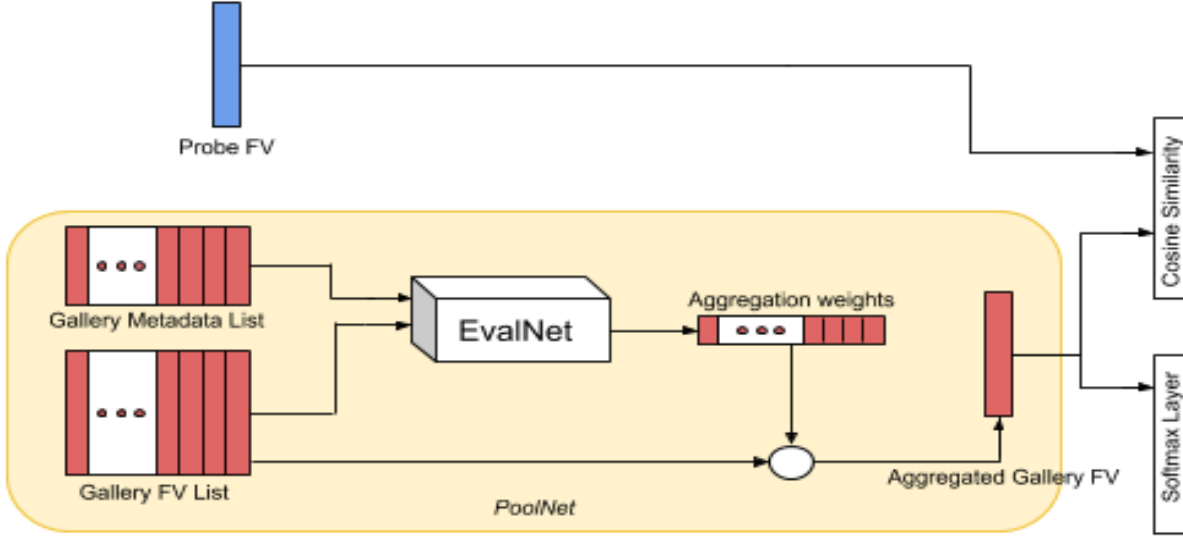 Probe FV
Cosine Similarity
Gallery Metadata List
EvalNet
Aggregation weights
Gallery FV List
Aggregated Gallery FV
Softmax Layer
PoolNet